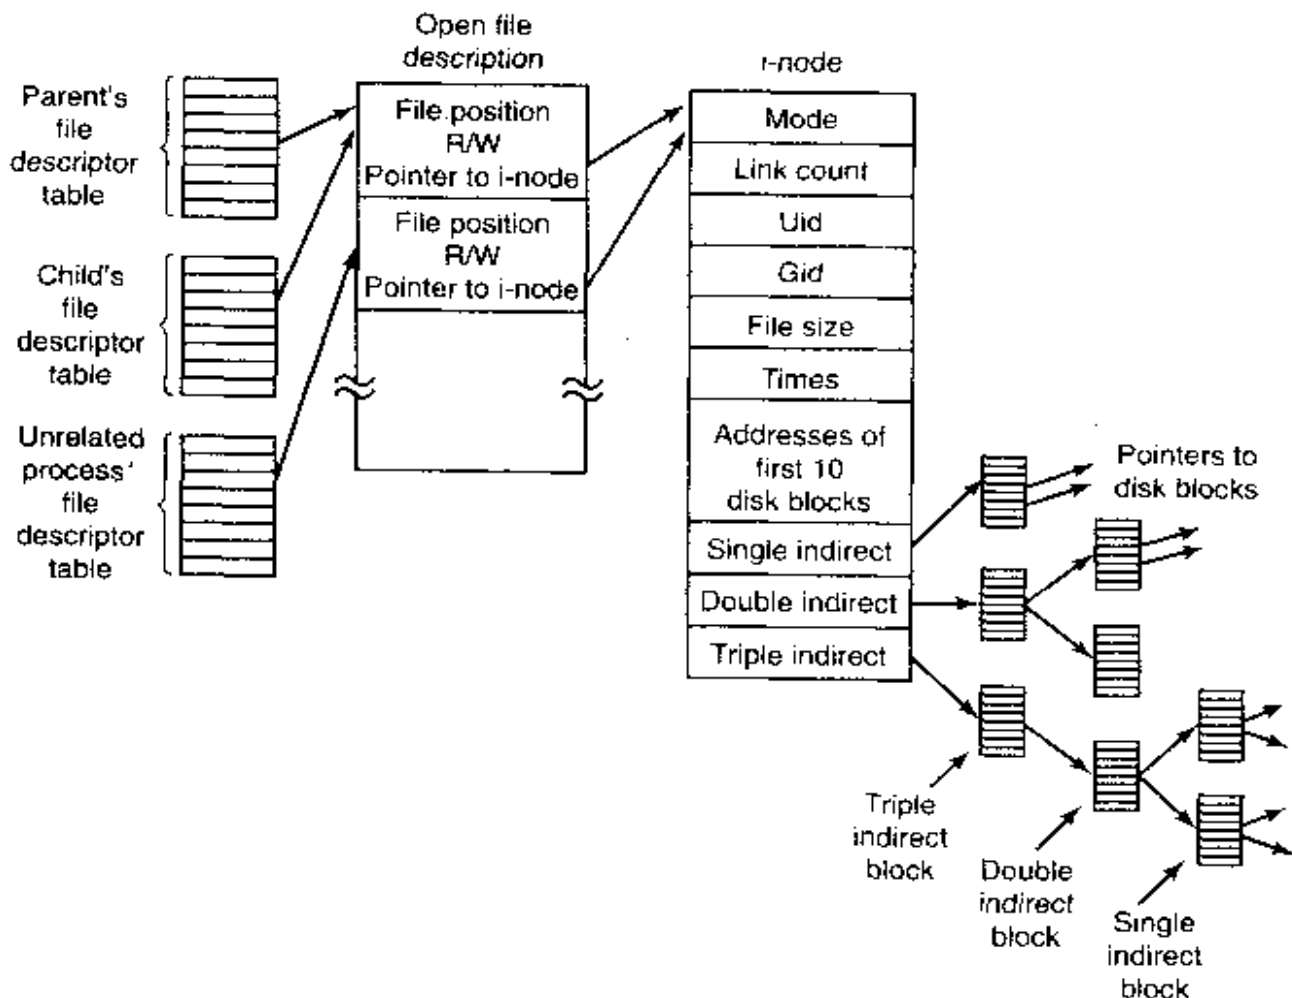 Open file
description
i-node
Parent's
file
descriptor
table
File position
R/W
Pointer to i-node
File position
R/W
Pointer to i-node
Child's
file
descriptor
table
Unrelated
process'
file
descriptor
table
Mode
Link count
Uid
Gid
File size
Times
Addresses of
first 10
disk blocks
Single indirect
Double indirect
Triple indirect
Pointers to
disk blocks
Triple
indirect
block
Double
indirect
block
Single
indirect
block